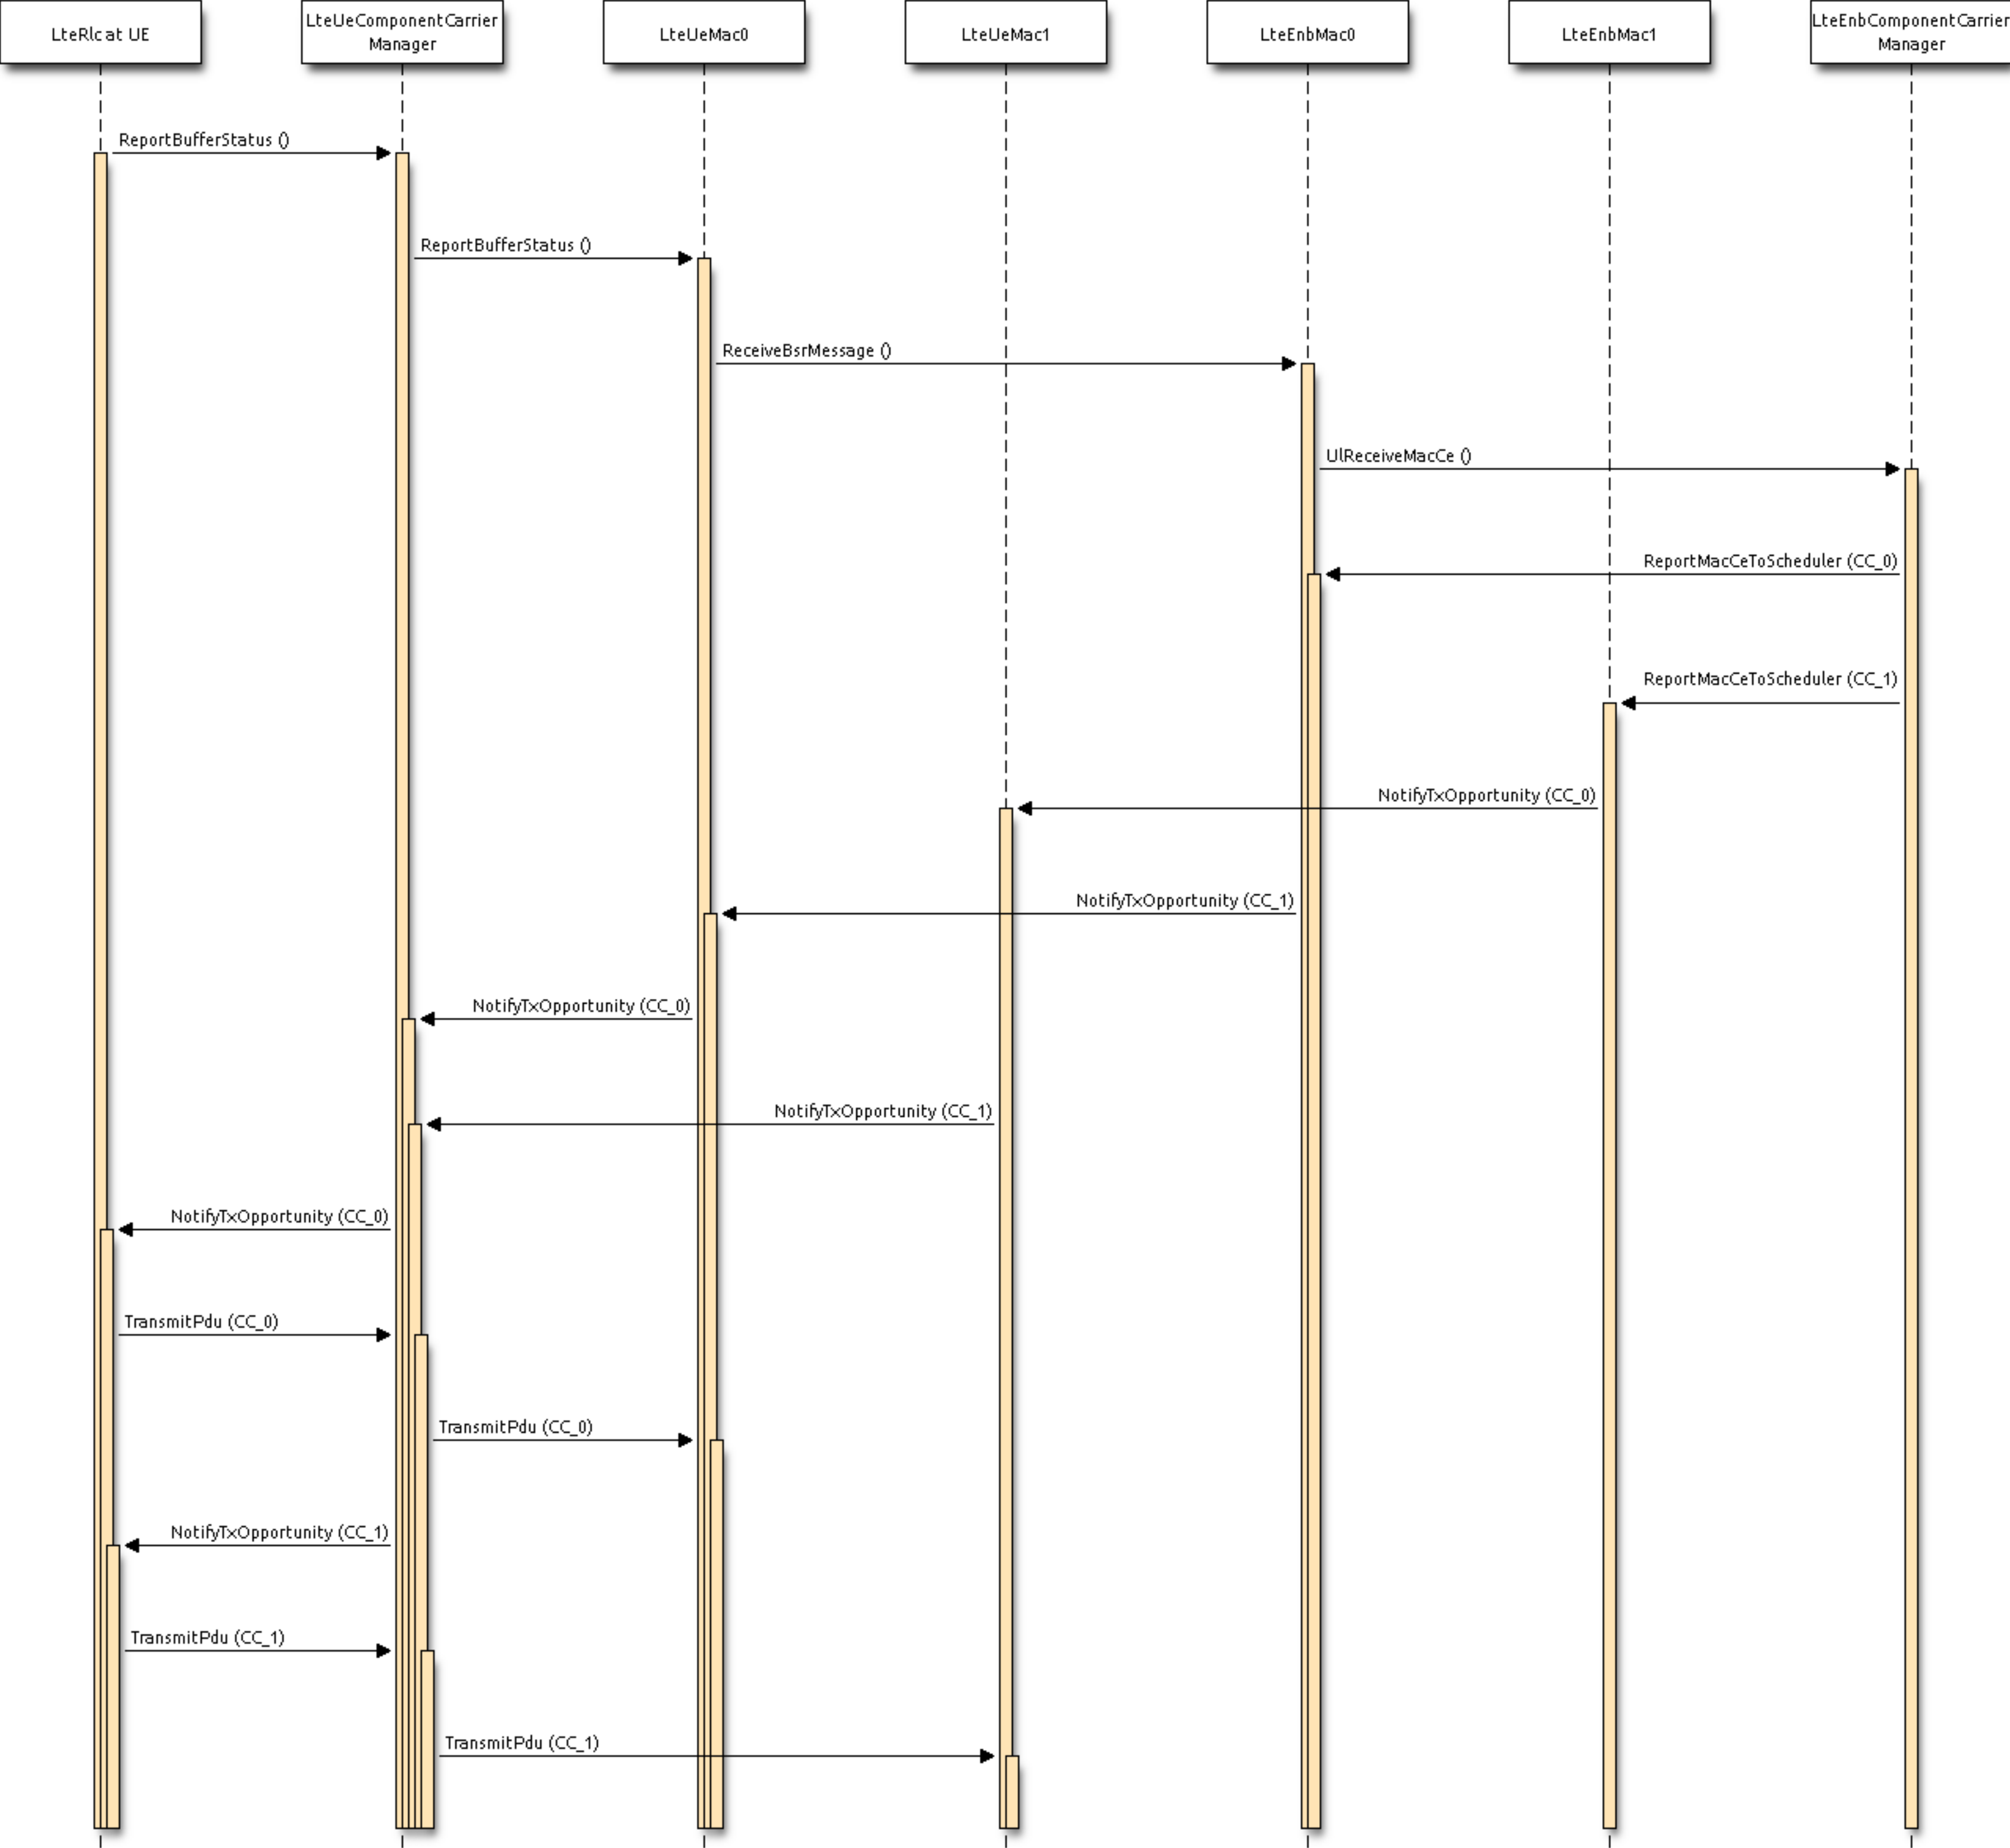 LteRlc at UE
LteUeComponentCarrier
Manager
LteUeMac0
LteUeMac1
LteEnbMac0
LteEnbMac1
LteEnbComponentCarrier
Manager
ReportBufferStatus ()
ReportBufferStatus ()
ReceiveBsrMessage ()
UlReceiveMacCe ()
ReportMacCeToScheduler (CC_0)
ReportMacCeToScheduler (CC_1)
NotifyTxOpportunity (CC_0)
NotifyTxOpportunity (CC_1)
NotifyTxOpportunity (CC_0)
NotifyTxOpportunity (CC_1)
NotifyTxOpportunity (CC_0)
TransmitPdu (CC_0)
TransmitPdu (CC_0)
NotifyTxOpportunity (CC_1)
TransmitPdu (CC_1)
TransmitPdu (CC_1)